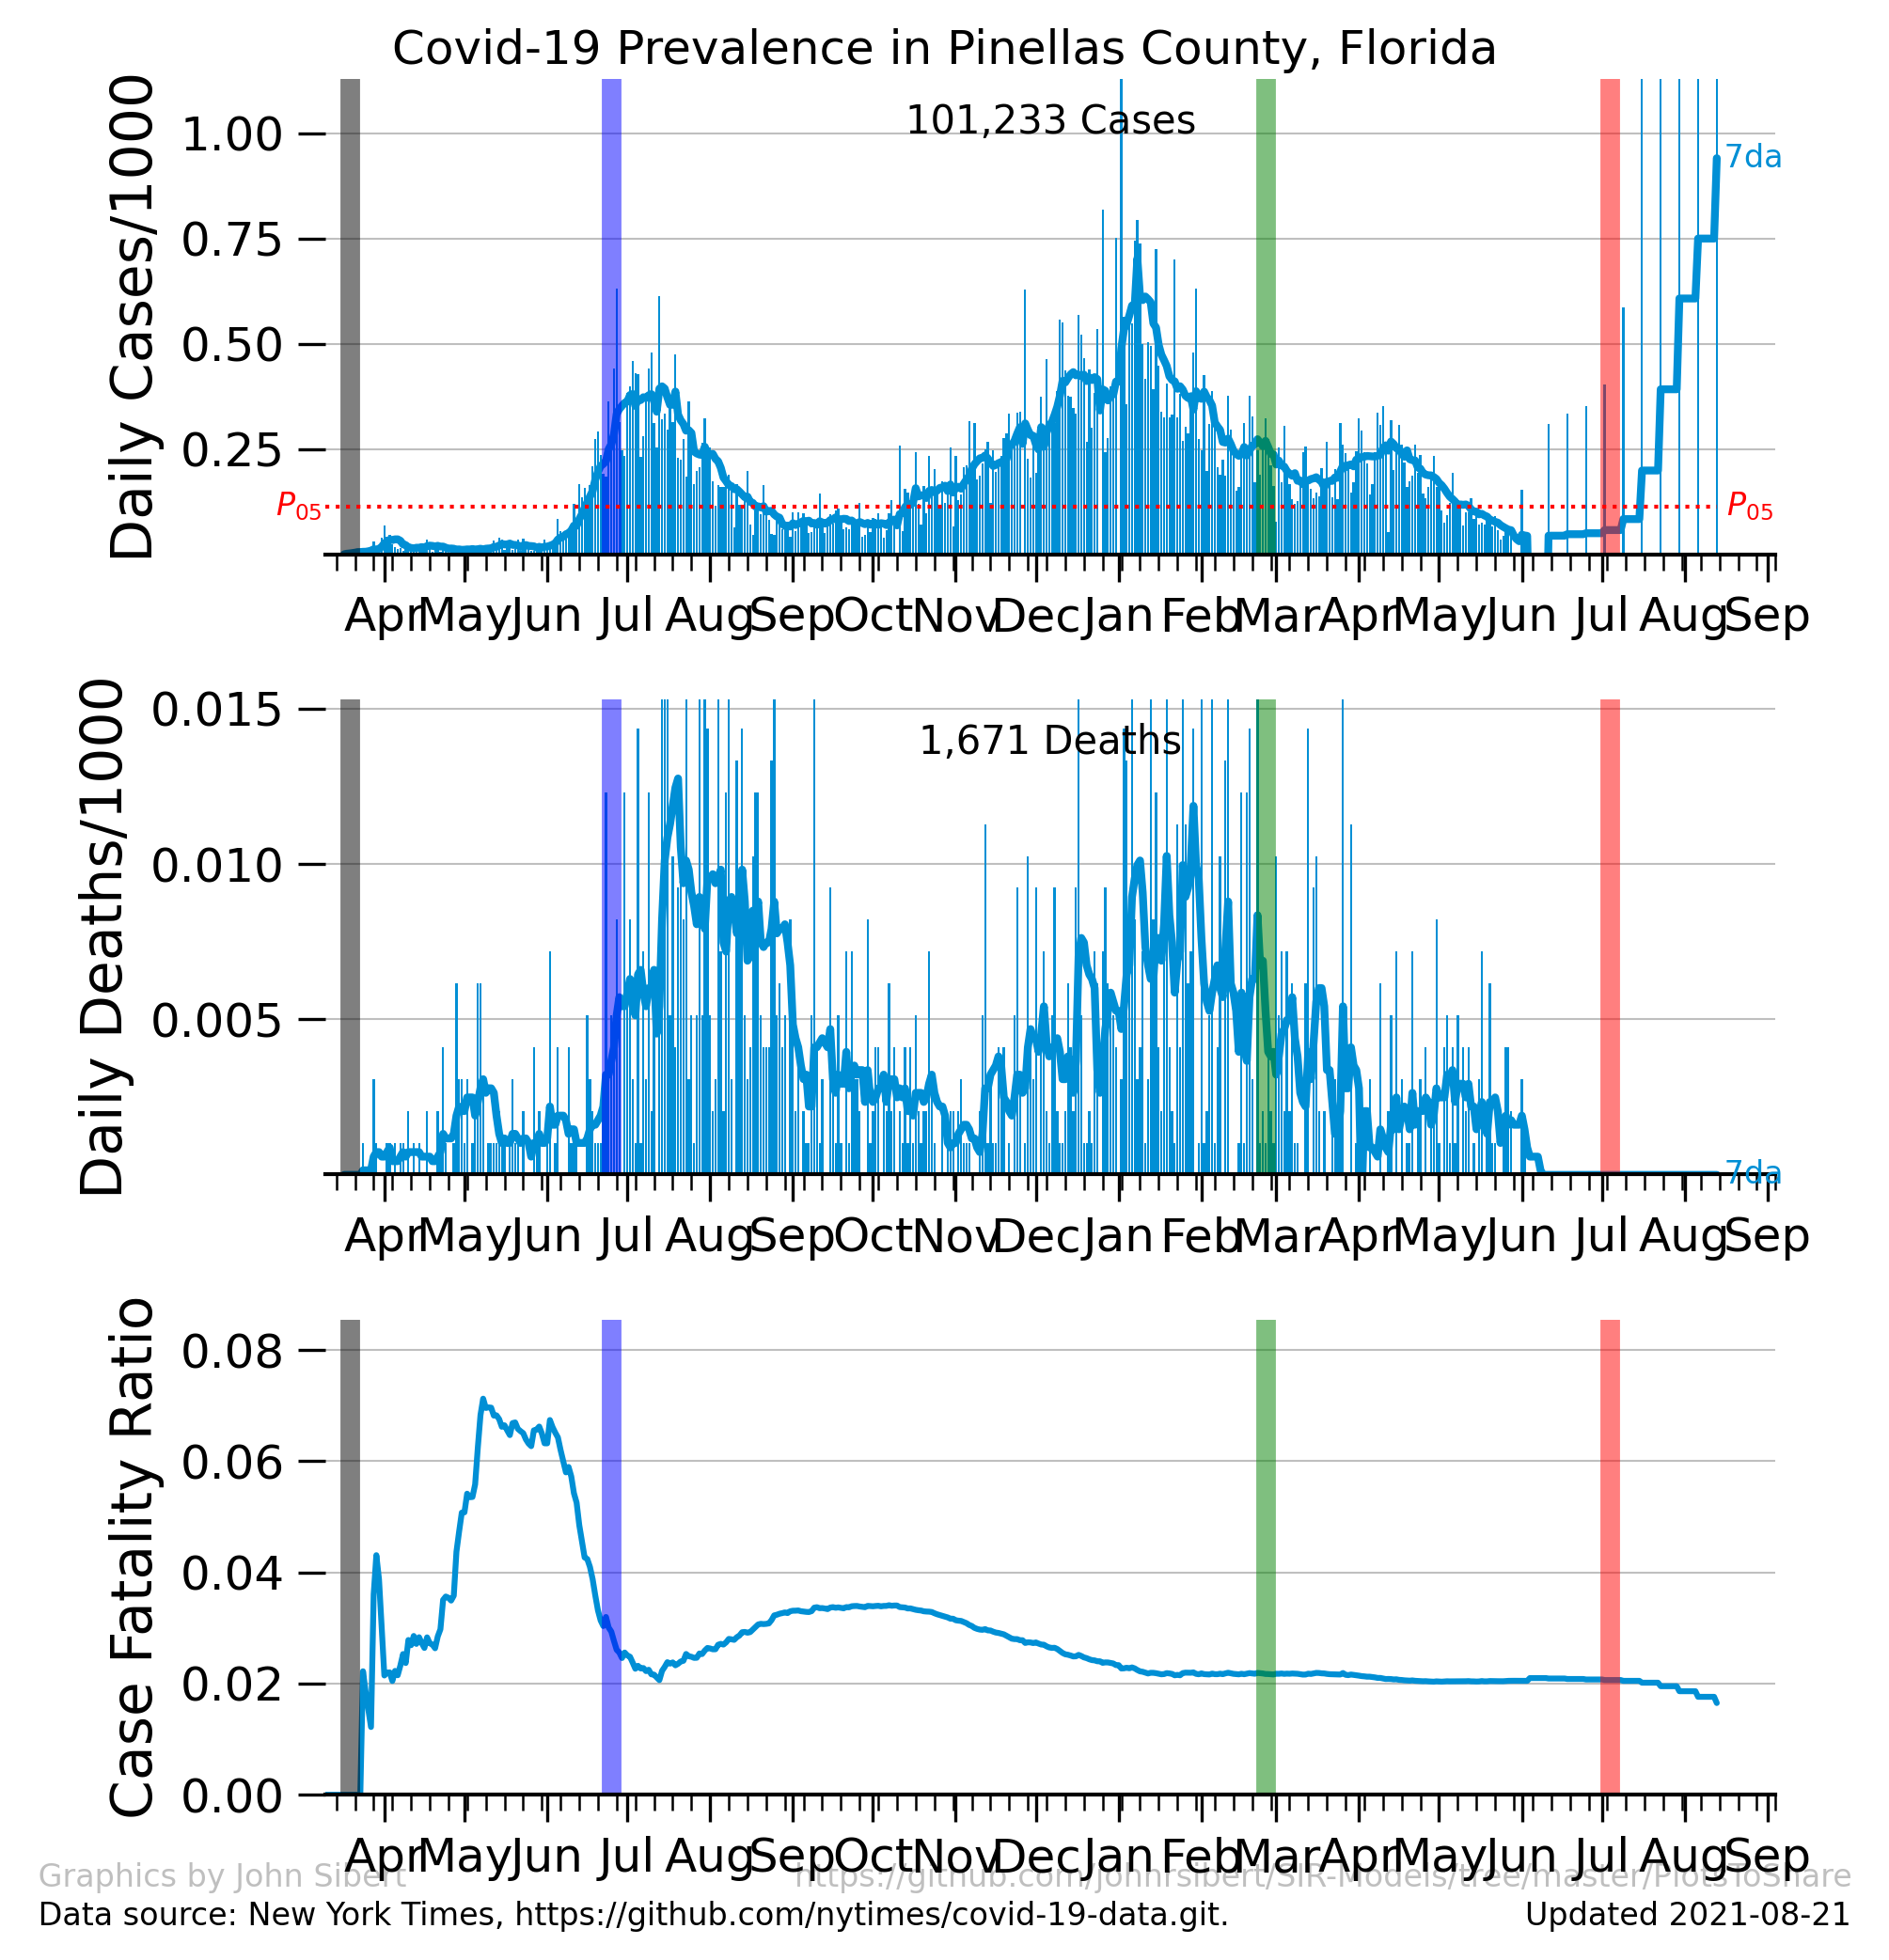 Covid-19 Prevalence in Pinellas County, Florida
Daily Cases/1000
1.00
0.75
0.50
0.25
101,233 Cases
7da
P05
P05
Apr May Jun Jul Aug Sep Oct Nov Dec Jan Feb Mar Apr May Jun Jul Aug Sep
Daily Deaths/1000
0.015
0.010
0.005
1,671 Deaths
7da
Apr May Jun Jul Aug Sep Oct Nov Dec Jan Feb Mar Apr May Jun Jul Aug Sep
Case Fatality Ratio
0.08
0.06
0.04
0.02
0.00
Apr May Jun Jul Aug Sep Oct Nov Dec Jan Feb Mar Apr May Jun Jul Aug Sep
Graphics by John Sibert
https://github.com/johnrsibert/SIR-Models/tree/master/PlotsToShare
Data source: New York Times, https://github.com/nytimes/covid-19-data.git.
Updated 2021-08-21